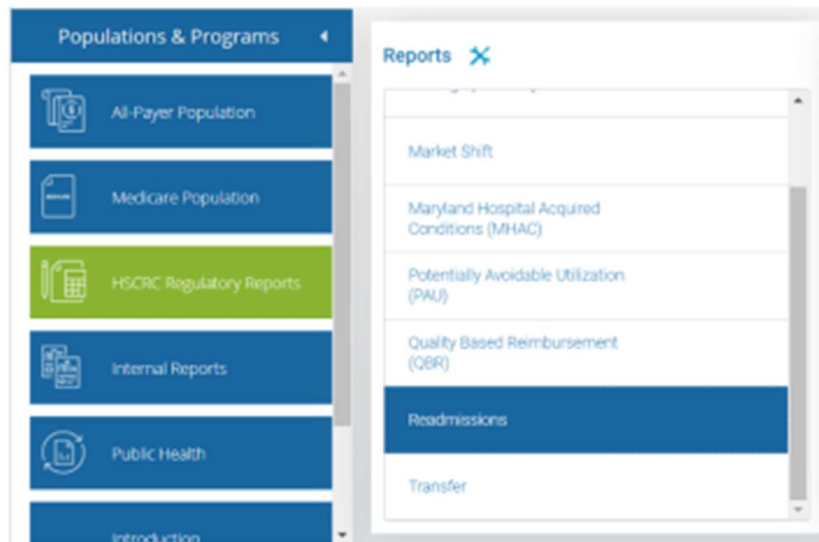 Populations & Programs
All-Payer Population
Medicare Population
HSCRC Regulatory Reports
Internal Reports
Public Health
Introduction
Reports
Market Shift
Maryland Hospital Acquired
Conditions (MHAC)
Potentially Avoidable Utilization
(PAU)
Quality Based Reimbursement
(QBR)
Readmissions
Transfer